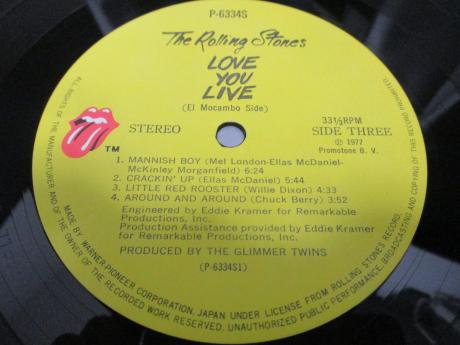 P-6334S
The Rolling Stones
LOVE
YOU
LIVE
(El Mocambo Side)
TM
STEREO
33⅓RPM
SIDE THREE
Ⓟ 1977
Promotone B. V.
1. MANNISH BOY (Mel London-Ellas McDaniel-
McKinley Morganfield) 6:24
2. CRACKIN' UP (Ellas McDaniel) 5:44
3. LITTLE RED ROOSTER (Willie Dixon) 4:33
4. AROUND AND AROUND (Chuck Berry) 3:52
Engineered by Eddie Kramer for Remarkable
Productions, Inc.
Production Assistance provided by Eddie Kramer
for Remarkable Productions, Inc.
PRODUCED BY THE GLIMMER TWINS
(P-6334S1)
MADE BY WARNER-PIONEER CORPORATION, JAPAN UNDER LICENSE FROM ROLLING STONES RECORDS.
ALL RIGHTS OF THE MANUFACTURER AND OF THE OWNER OF THE RECORDED WORK RESERVED. UNAUTHORIZED PUBLIC PERFORMANCE, BROADCASTING AND COPYING OF THIS RECORD PROHIBITED.